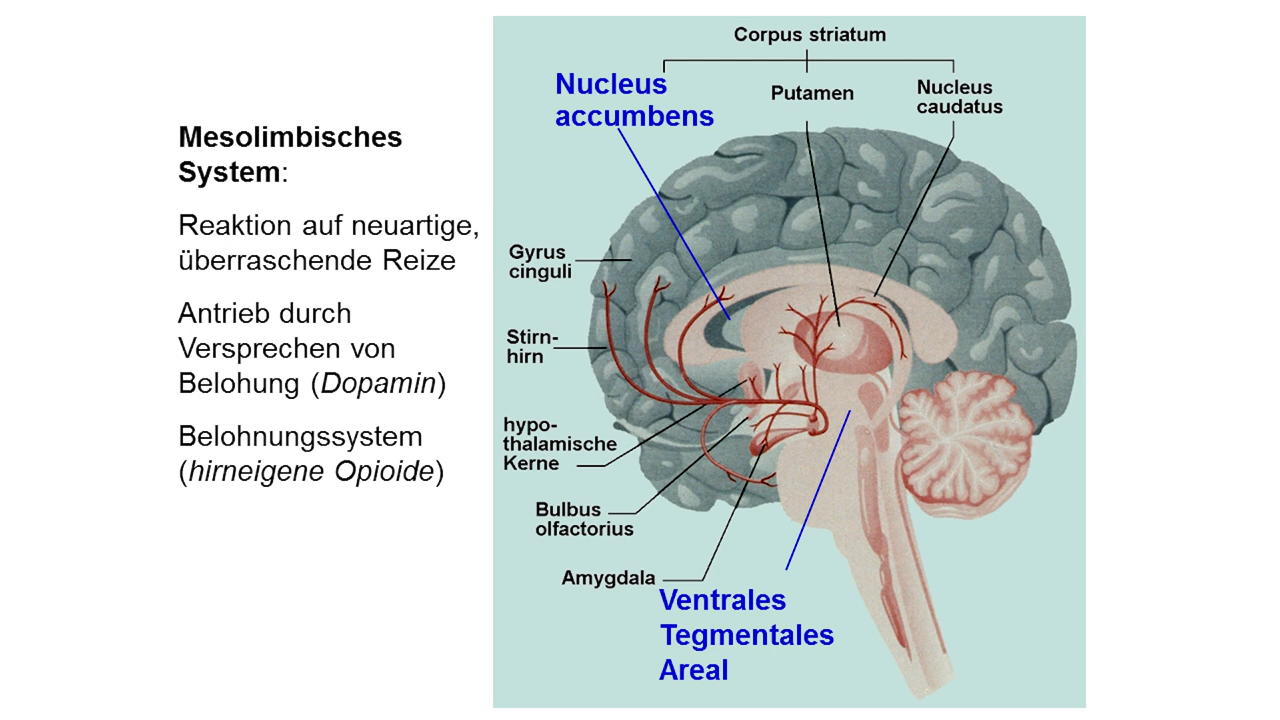 Mesolimbisches
System:
Reaktion auf neuartige,
überraschende Reize
Antrieb durch
Versprechen von
Belohung (Dopamin)
Belohnungssystem
(hirneigene Opioide)
Corpus striatum
Nucleus
accumbens
Putamen
Nucleus
caudatus
Gyrus
cinguli
Stirn-
hirn
hypo-
thalamische
Kerne
Bulbus
olfactorius
Amygdala
Ventrales
Tegmentales
Areal